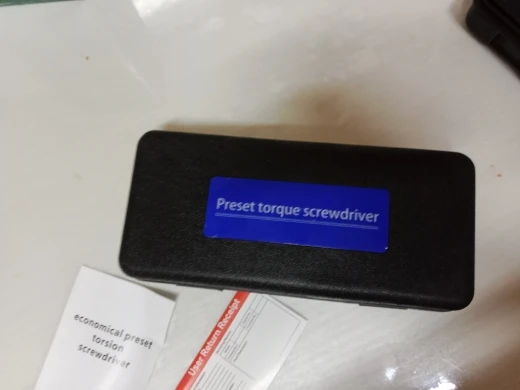 Preset torque screwdriver
economical preset
torsion
screwdriver
User Return Receipt